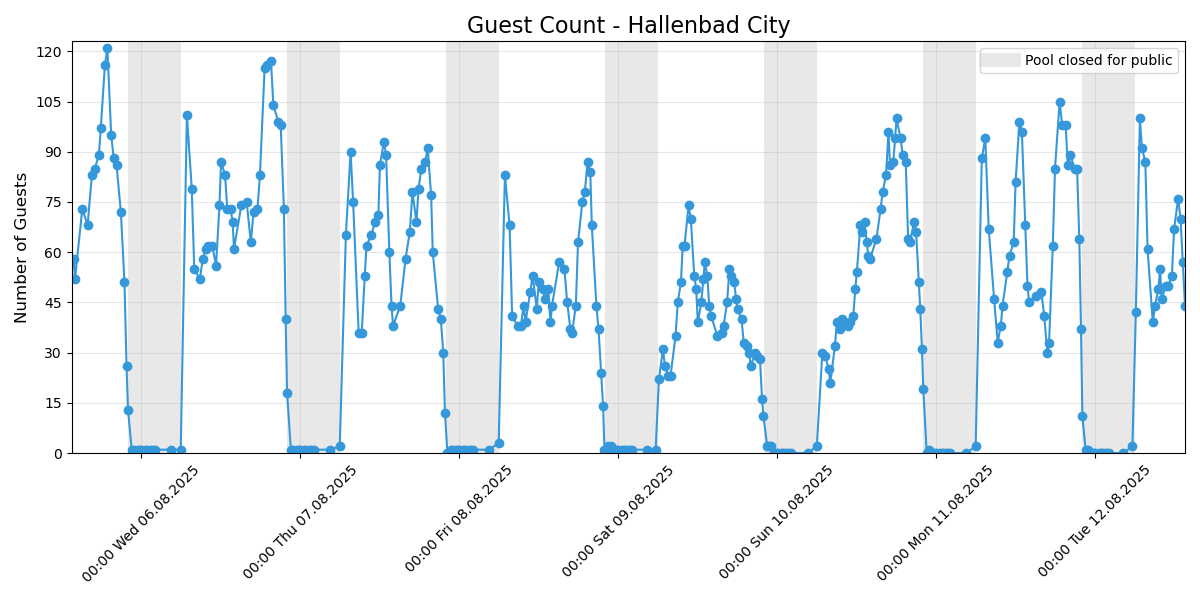 Guest Count - Hallenbad City
Pool closed for public
Number of Guests
120
105
90
75
60
45
30
15
0
00:00 Wed 06.08.2025
00:00 Thu 07.08.2025
00:00 Fri 08.08.2025
00:00 Sat 09.08.2025
00:00 Sun 10.08.2025
00:00 Mon 11.08.2025
00:00 Tue 12.08.2025